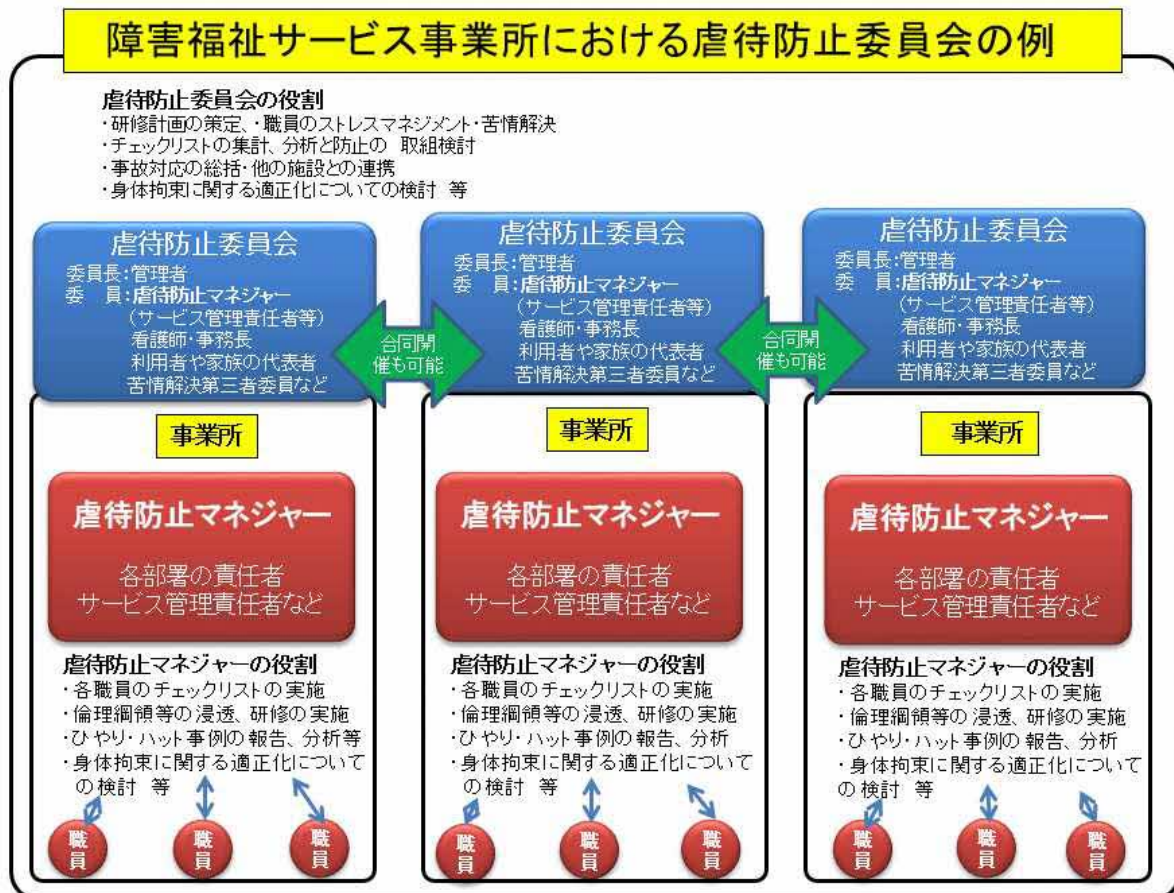 障害福祉サービス事業所における虐待防止委員会の例
虐待防止委員会の役割
・研修計画の策定、・職員のストレスマネジメント・苦情解決
・チェックリストの集計、分析と防止の 取組検討
・事故対応の総括・他の施設との連携
・身体拘束に関する適正化についての検討 等
虐待防止委員会
委員長：管理者
委　員：虐待防止マネジャー
（サービス管理責任者等）
看護師・事務長
利用者や家族の代表者
苦情解決第三者委員など
合同開
催も可能
虐待防止委員会
委員長：管理者
委　員：虐待防止マネジャー
（サービス管理責任者等）
看護師・事務長
利用者や家族の代表者
苦情解決第三者委員など
合同開
催も可能
虐待防止委員会
委員長：管理者
委　員：虐待防止マネジャー
（サービス管理責任者等）
看護師・事務長
利用者や家族の代表者
苦情解決第三者委員など
事業所
虐待防止マネジャー
各部署の責任者
サービス管理責任者など
虐待防止マネジャーの役割
・各職員のチェックリストの実施
・倫理綱領等の浸透、研修の実施
・ひやり・ハット事例の報告、分析等
・身体拘束に関する適正化について
の検討 等
職員
職員
職員
事業所
虐待防止マネジャー
各部署の責任者
サービス管理責任者など
虐待防止マネジャーの役割
・各職員のチェックリストの実施
・倫理綱領等の浸透、研修の実施
・ひやり・ハット事例の報告、分析
・身体拘束に関する適正化について
の検討 等
職員
職員
職員
事業所
虐待防止マネジャー
各部署の責任者
サービス管理責任者など
虐待防止マネジャーの役割
・各職員のチェックリストの実施
・倫理綱領等の浸透、研修の実施
・ひやり・ハット事例の報告、分析
・身体拘束に関する適正化について
の検討 等
職員
職員
職員